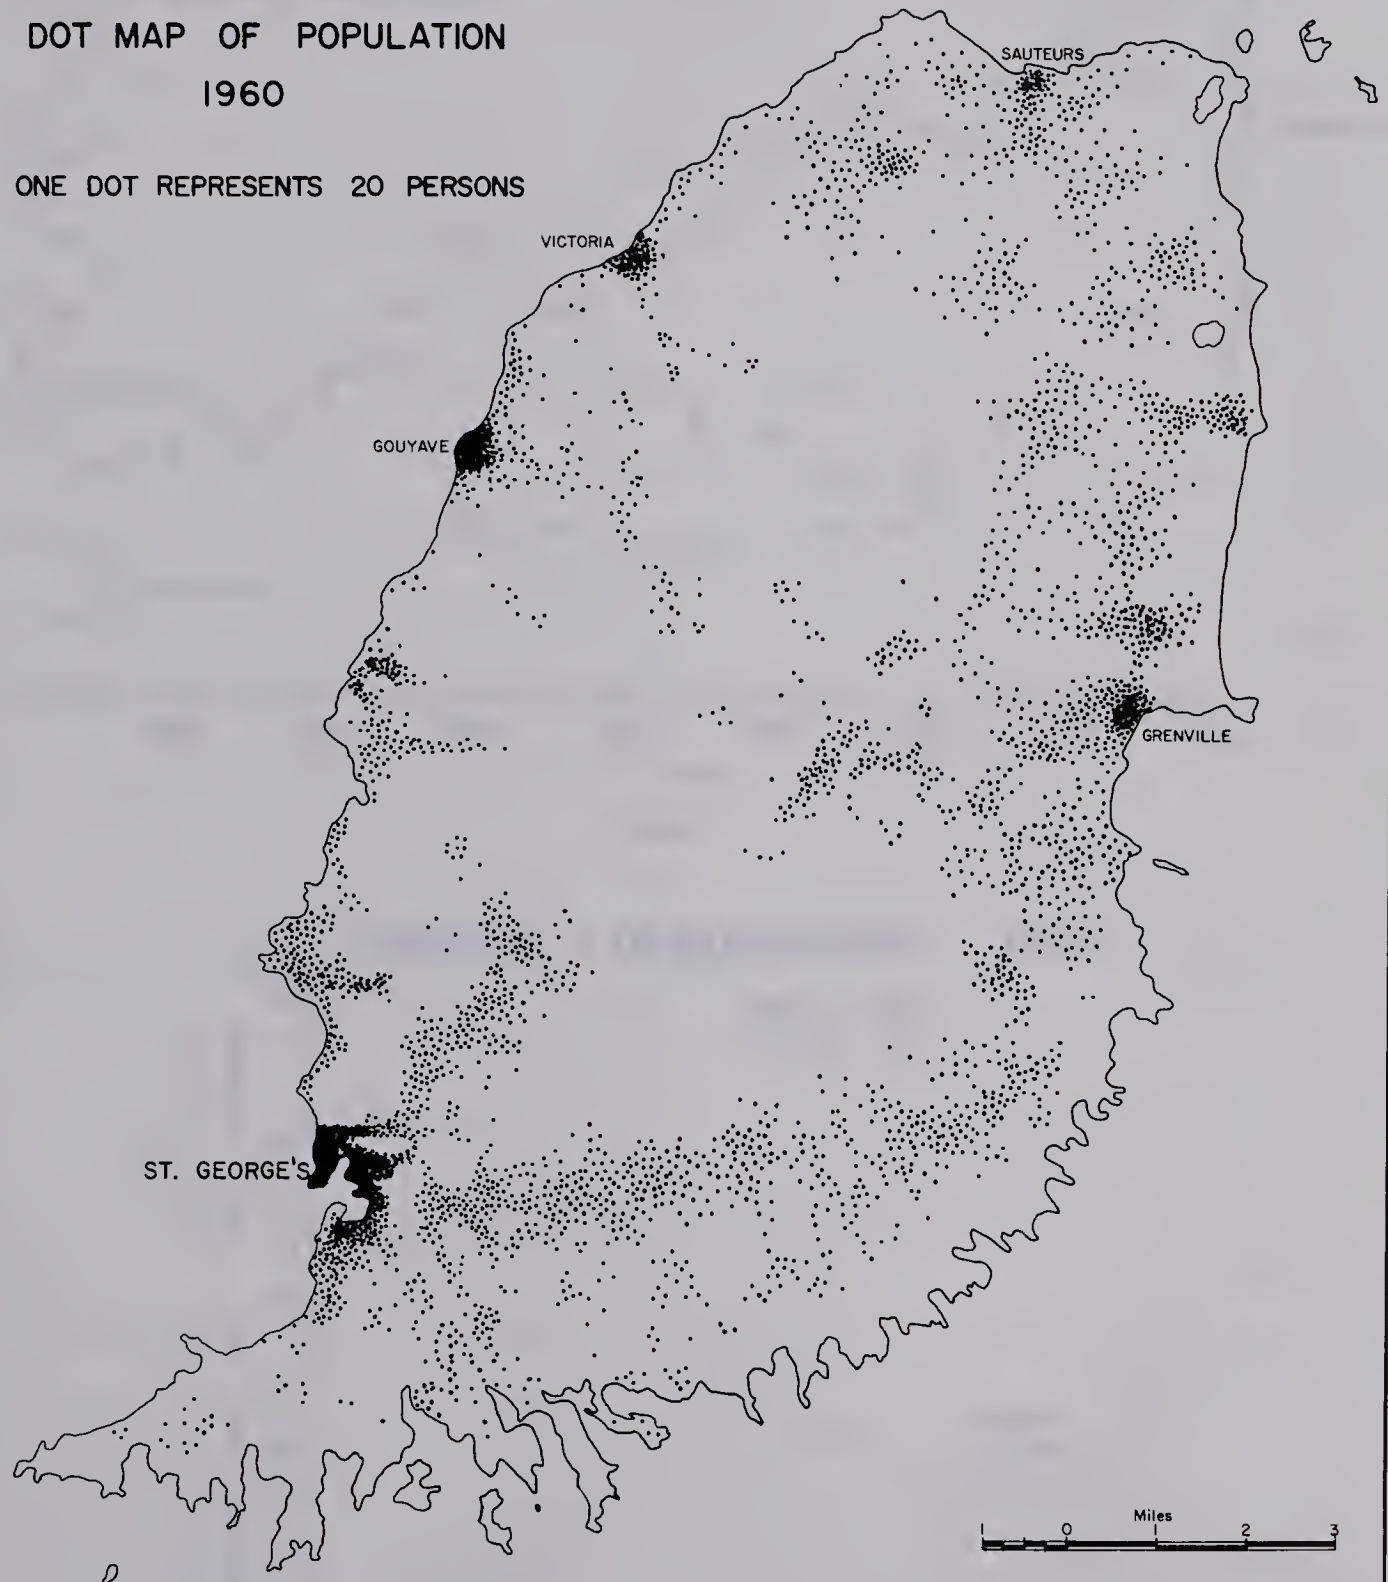 DOT MAP OF POPULATION
1960
ONE DOT REPRESENTS 20 PERSONS
SAUTEURS
VICTORIA
GOUYAVE
GRENVILLE
ST. GEORGE'S
Miles
1 0 1 2 3